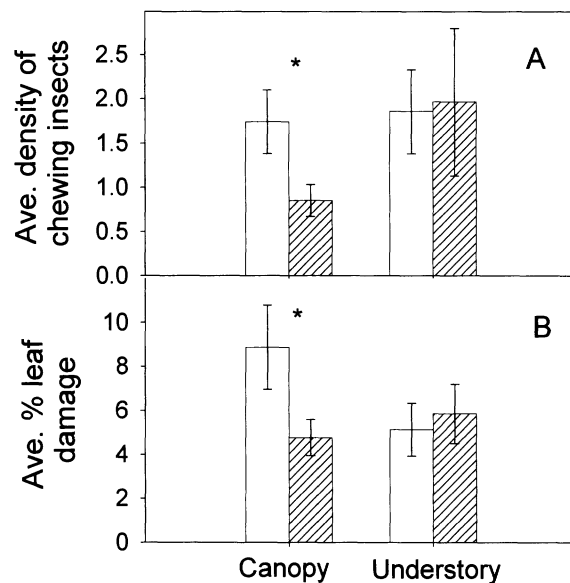 Ave. density of
chewing insects
2.5
2.0
1.5
1.0
0.5
0.0
*
A
Ave. % leaf
damage
10
8
6
4
2
0
*
B
Canopy Understory